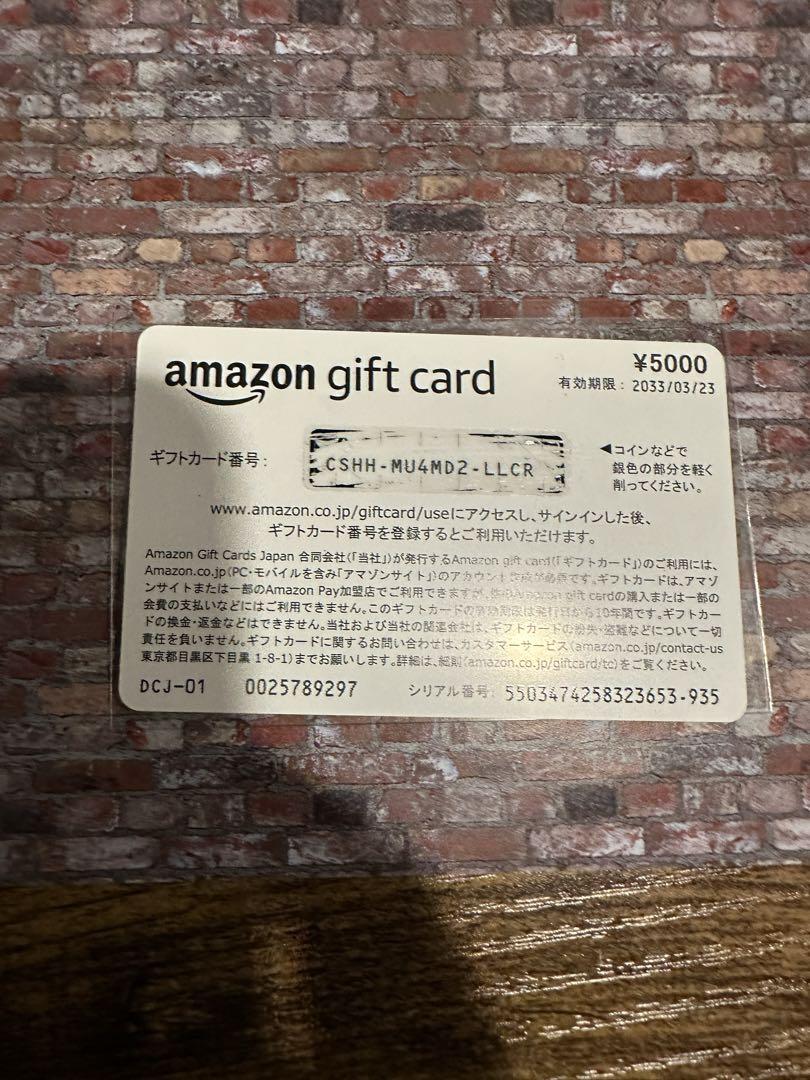 amazon gift card
¥5000
有効期限：2033/03/23
ギフトカード番号：
CSHH-MU4MD2-LLCR
◀コインなどで
銀色の部分を軽く
削ってください。
www.amazon.co.jp/giftcard/useにアクセスし、サインインした後、
ギフトカード番号を登録するとご利用いただけます。
Amazon Gift Cards Japan 合同会社(「当社」)が発行するAmazon gift card(「ギフトカード」)のご利用には、
Amazon.co.jp(PC・モバイルを含み「アマゾンサイト」)のアカウント作成が必要です。ギフトカードは、アマゾ
ンサイトまたは一部のAmazon Pay加盟店でご利用できますが、他のAmazon gift cardの購入または一部の
会費の支払いなどにはご利用できません。このギフトカードの有効期限は発行日から10年間です。ギフトカー
ドの換金・返金などはできません。当社および当社の関連会社は、ギフトカードの紛失・盗難などについて一切
責任を負いません。ギフトカードに関するお問い合わせは、カスタマーサービス(amazon.co.jp/contact-us
東京都目黒区下目黒 1-8-1)までお願いします。詳細は、細則(amazon.co.jp/giftcard/tc)をご覧ください。
DCJ-01 0025789297 シリアル番号：5503474258323653-935